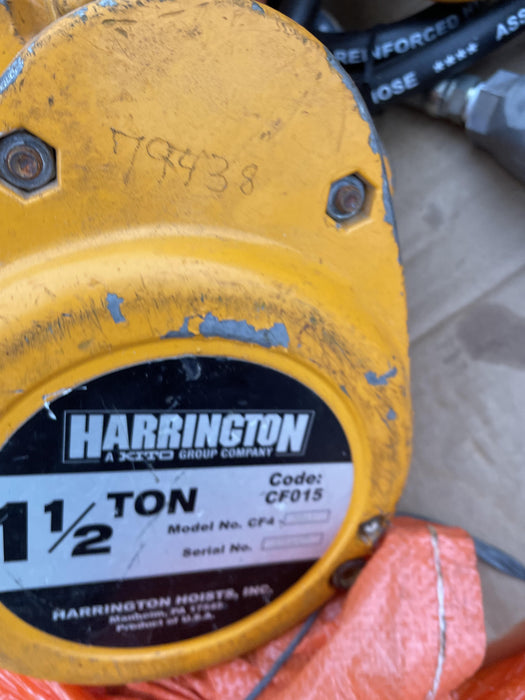 REINFORCED
HOSE **** ASS
79438
HARRINGTON
A KITO GROUP COMPANY
1 1/2 TON
Code:
CF015
Model No. CF4
Serial No.
HARRINGTON HOISTS, INC.
Manheim, PA 17545
Product of U.S.A.